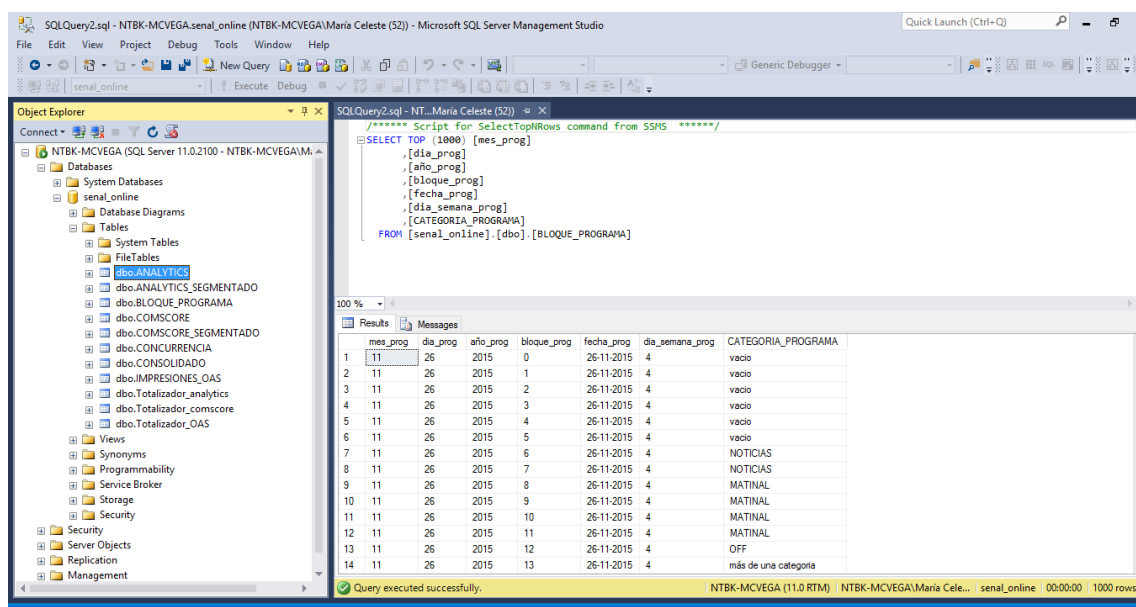 SQLQuery2.sql - NTBK-MCVEGA.senal_online (NTBK-MCVEGA\María Celeste (52)) - Microsoft SQL Server Management Studio
Quick Launch (Ctrl+Q)
File Edit View Project Debug Tools Window Help
New Query
Generic Debugger
senal_online
Execute Debug
Object Explorer
Connect
NTBK-MCVEGA (SQL Server 11.0.2100 - NTBK-MCVEGA\Ma
Databases
System Databases
senal_online
Database Diagrams
Tables
System Tables
FileTables
dbo.ANALYTICS
dbo.ANALYTICS_SEGMENTADO
dbo.BLOQUE_PROGRAMA
dbo.COMSCORE
dbo.COMSCORE_SEGMENTADO
dbo.CONCURRENCIA
dbo.CONSOLIDADO
dbo.IMPRESIONES_OAS
dbo.Totalizador_analytics
dbo.Totalizador_comscore
dbo.Totalizador_OAS
Views
Synonyms
Programmability
Service Broker
Storage
Security
Security
Server Objects
Replication
Management
SQLQuery2.sql - NT...María Celeste (52))
/****** Script for SelectTopNRows command from SSMS ******/
SELECT TOP (1000) [mes_prog]
,[dia_prog]
,[año_prog]
,[bloque_prog]
,[fecha_prog]
,[dia_semana_prog]
,[CATEGORIA_PROGRAMA]
FROM [senal_online].[dbo].[BLOQUE_PROGRAMA]
100 %
Results Messages
mes_prog dia_prog año_prog bloque_prog fecha_prog dia_semana_prog CATEGORIA_PROGRAMA
1 11 26 2015 0 26-11-2015 4 vacio
2 11 26 2015 1 26-11-2015 4 vacio
3 11 26 2015 2 26-11-2015 4 vacio
4 11 26 2015 3 26-11-2015 4 vacio
5 11 26 2015 4 26-11-2015 4 vacio
6 11 26 2015 5 26-11-2015 4 vacio
7 11 26 2015 6 26-11-2015 4 NOTICIAS
8 11 26 2015 7 26-11-2015 4 NOTICIAS
9 11 26 2015 8 26-11-2015 4 MATINAL
10 11 26 2015 9 26-11-2015 4 MATINAL
11 11 26 2015 10 26-11-2015 4 MATINAL
12 11 26 2015 11 26-11-2015 4 MATINAL
13 11 26 2015 12 26-11-2015 4 OFF
14 11 26 2015 13 26-11-2015 4 más de una categoria
Query executed successfully.
NTBK-MCVEGA (11.0 RTM) NTBK-MCVEGA\María Cele... senal_online 00:00:00 1000 rows